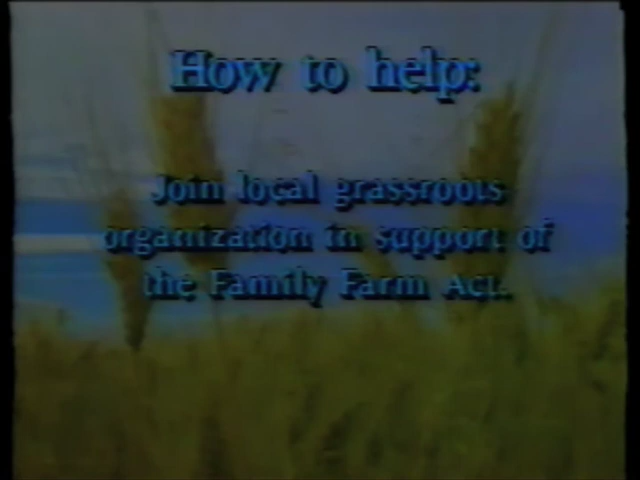 How to help:
Join local grassroots
organization in support of
the Family Farm Act.